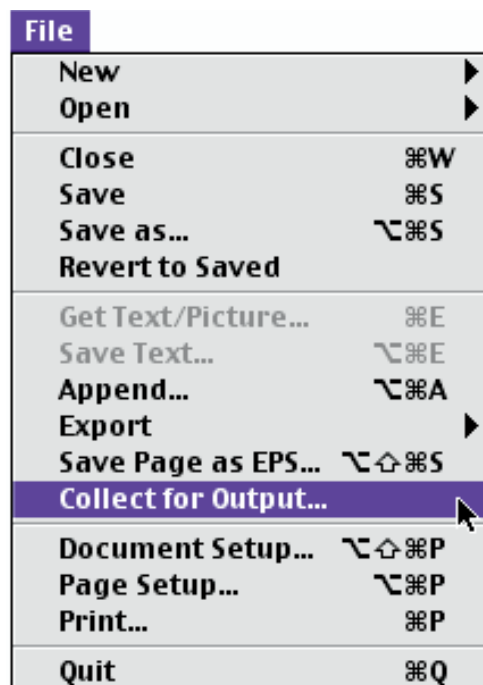 File
New
Open
Close ⌘W
Save ⌘S
Save as... ⌥⌘S
Revert to Saved
Get Text/Picture... ⌘E
Save Text... ⌥⌘E
Append... ⌥⌘A
Export
Save Page as EPS... ⌥⇧⌘S
Collect for Output...
Document Setup... ⌥⇧⌘P
Page Setup... ⌥⌘P
Print... ⌘P
Quit ⌘Q